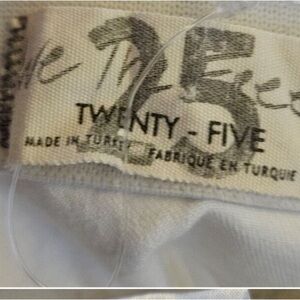 25
TWENTY - FIVE
MADE IN TURKEY FABRIQUE EN TURQUIE